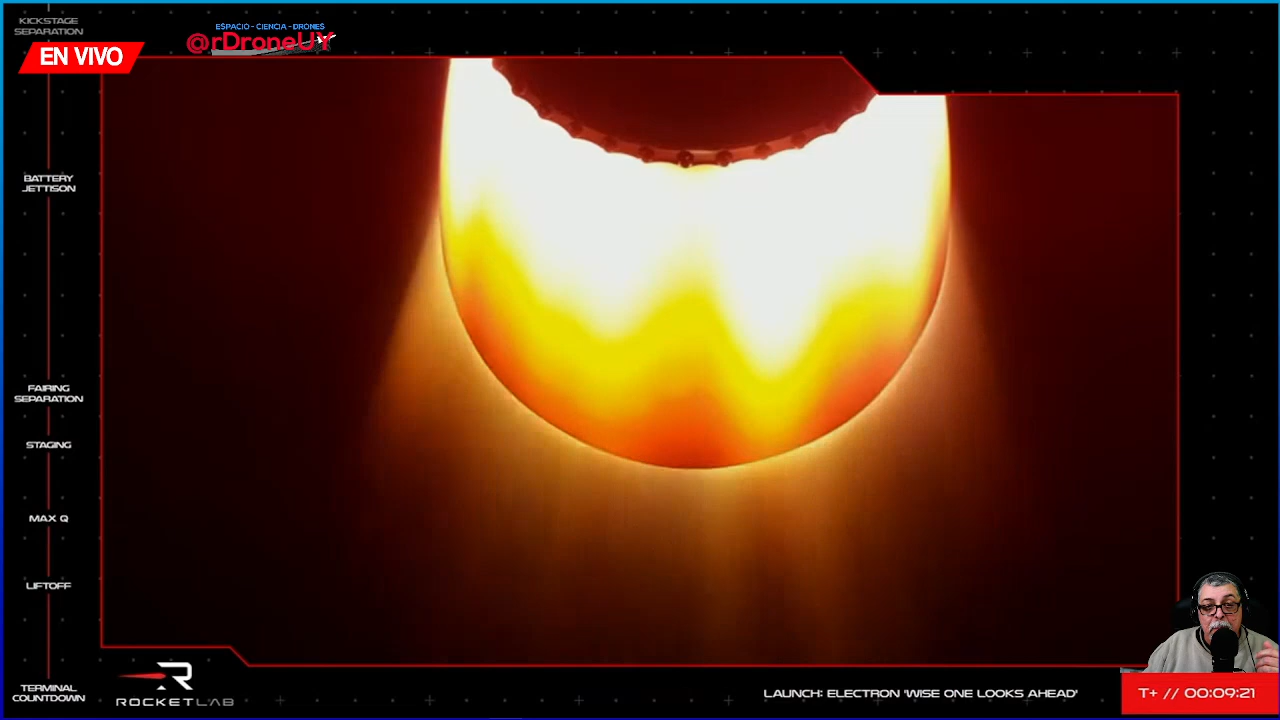 KICKSTAGE
SEPARATION
EN VIVO
ESPACIO - CIENCIA - DRONES
@rDroneUY
BATTERY
JETTISON
FAIRING
SEPARATION
STAGING
MAX Q
LIFTOFF
TERMINAL
COUNTDOWN
ROCKETLAB
LAUNCH: ELECTRON 'WISE ONE LOOKS AHEAD'
T+ // 00:09:21